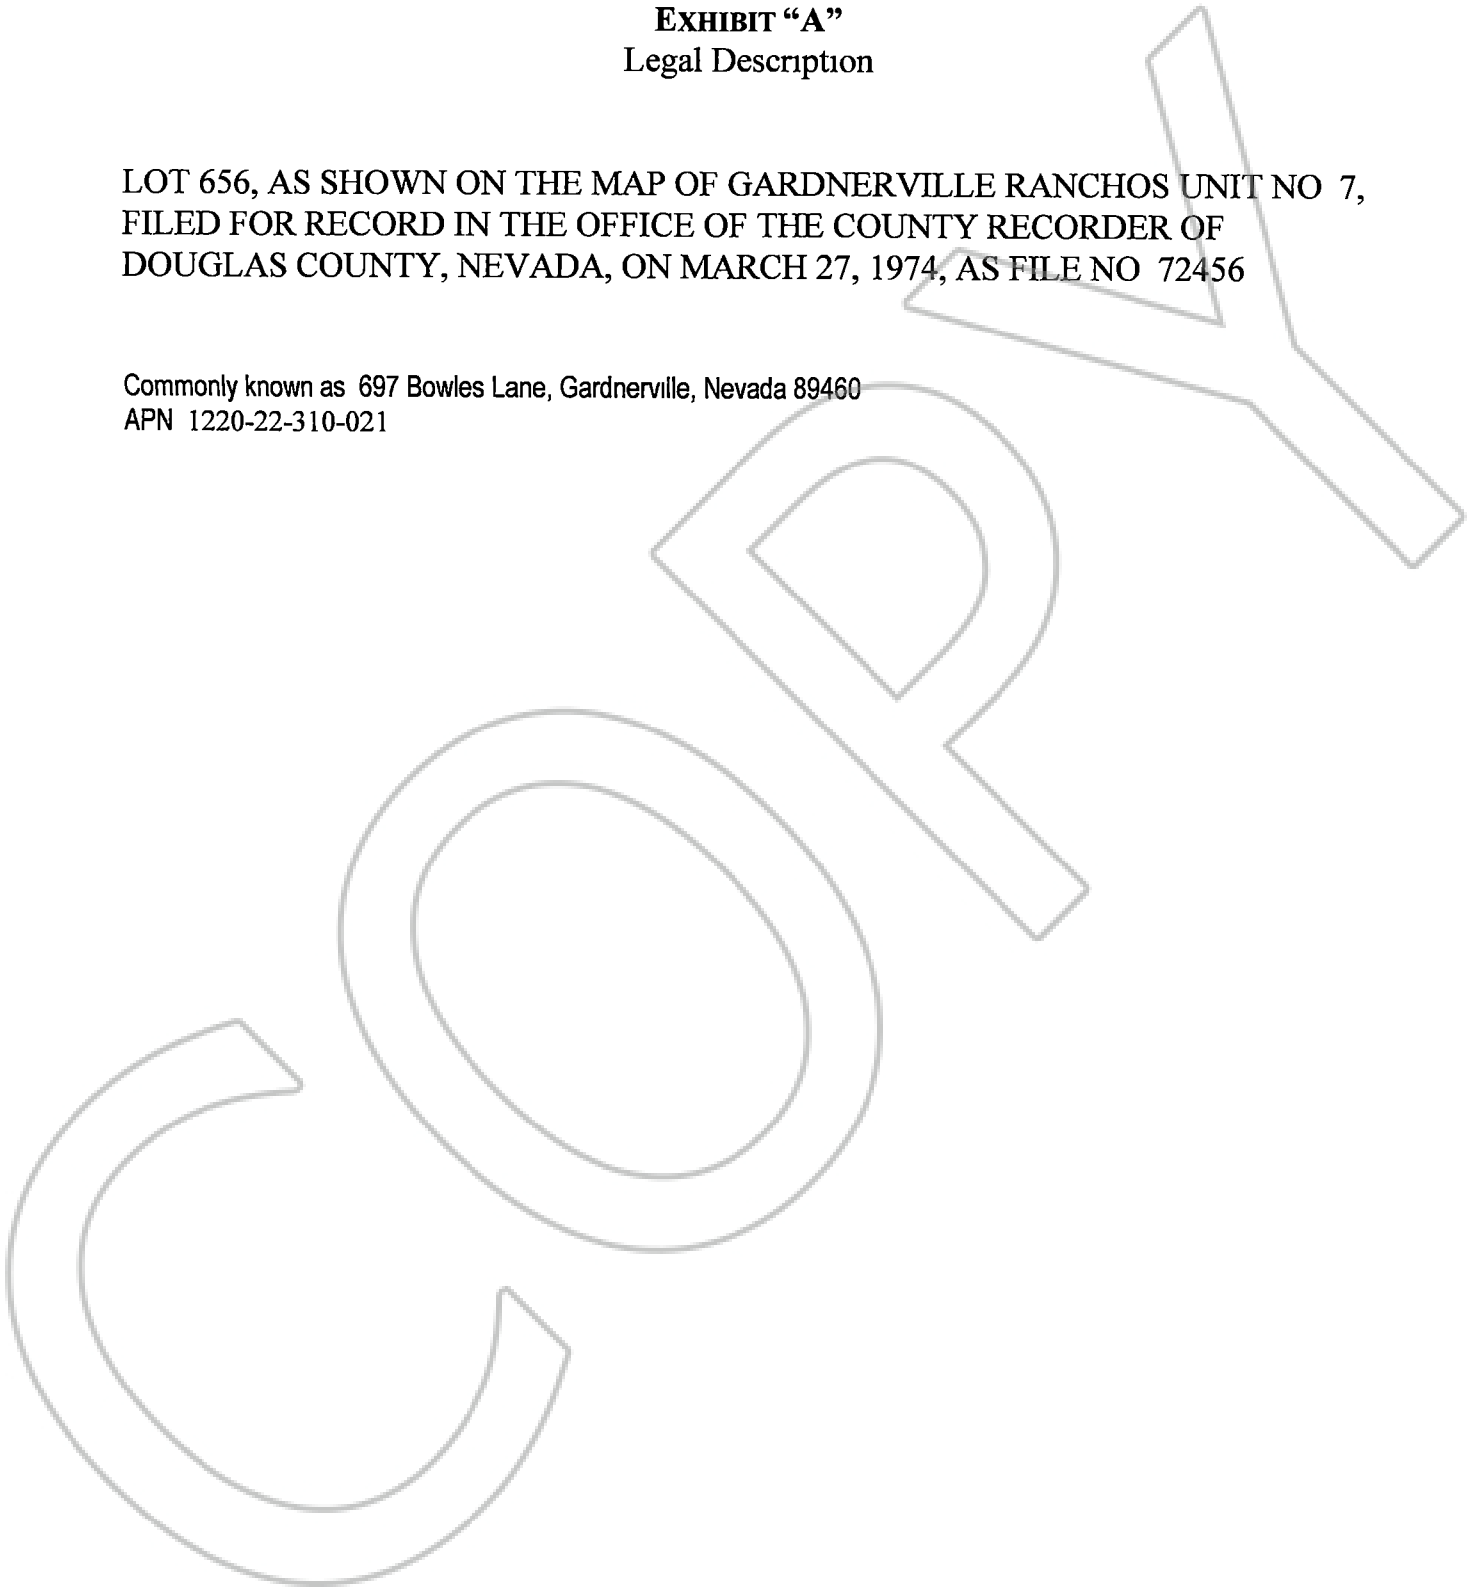 EXHIBIT “A”
Legal Description
LOT 656, AS SHOWN ON THE MAP OF GARDNERVILLE RANCHOS UNIT NO 7,
FILED FOR RECORD IN THE OFFICE OF THE COUNTY RECORDER OF
DOUGLAS COUNTY, NEVADA, ON MARCH 27, 1974, AS FILE NO 72456
Commonly known as 697 Bowles Lane, Gardnerville, Nevada 89460
APN 1220-22-310-021
COPY